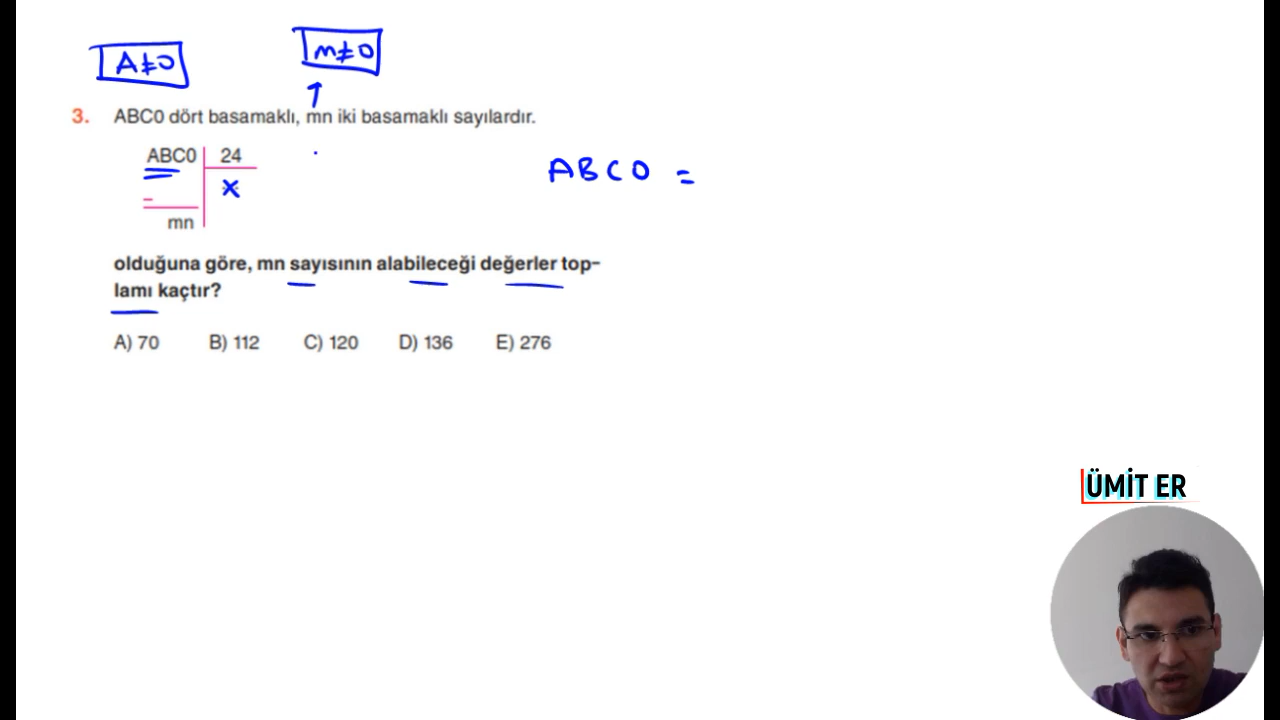 A≠0
m≠0
3. ABC0 dört basamaklı, mn iki basamaklı sayılardır.
ABC0 24
x
mn
ABC0 =
olduğuna göre, mn sayısının alabileceği değerler top-
lamı kaçtır?
A) 70 B) 112 C) 120 D) 136 E) 276
ÜMİT ER